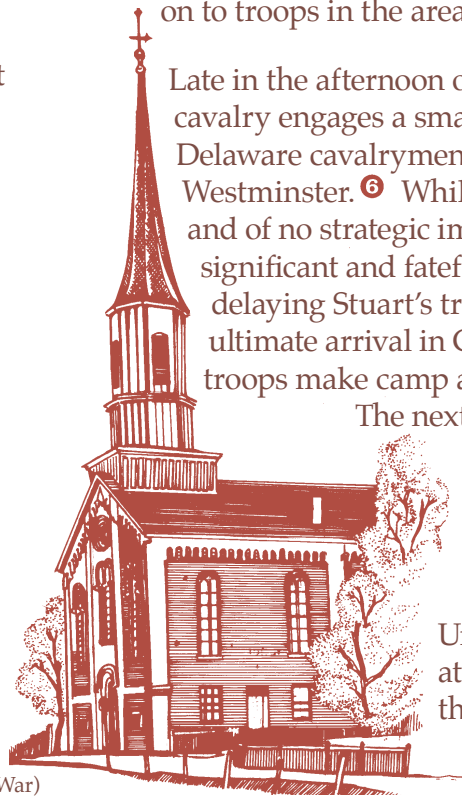 on to troops in the area
t
Late in the afternoon o
cavalry engages a sma
Delaware cavalrymen
Westminster. 6 Whil
and of no strategic im
significant and fatef
delaying Stuart's tr
ultimate arrival in G
troops make camp a
The next
U
at
th
War)